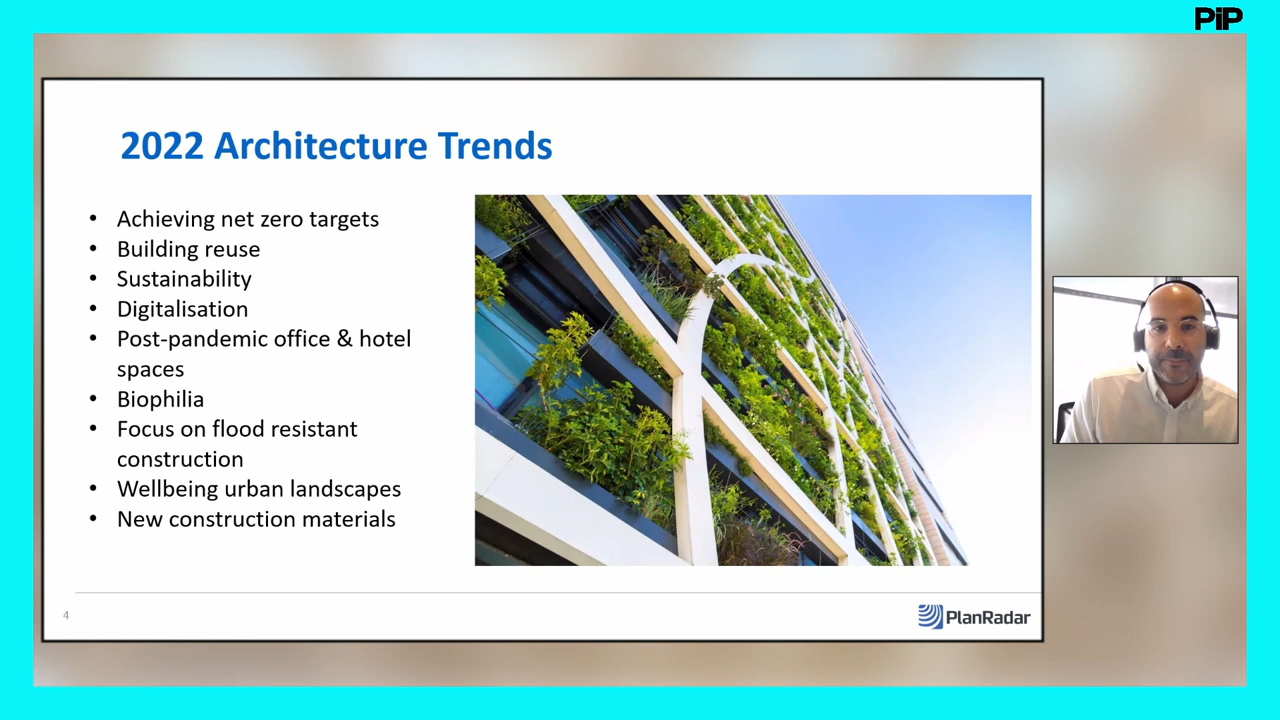 PiP
2022 Architecture Trends
• Achieving net zero targets
• Building reuse
• Sustainability
• Digitalisation
• Post-pandemic office & hotel
spaces
• Biophilia
• Focus on flood resistant
construction
• Wellbeing urban landscapes
• New construction materials
4
PlanRadar